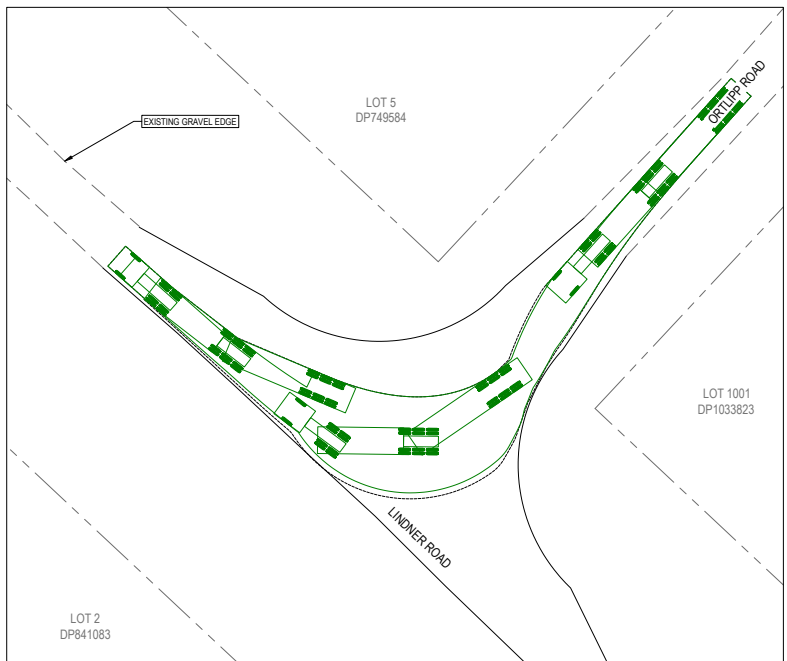 ORTLIPP ROAD
LOT 5
DP749584
EXISTING GRAVEL EDGE
LOT 1001
DP1033823
LINDNER ROAD
LOT 2
DP841083